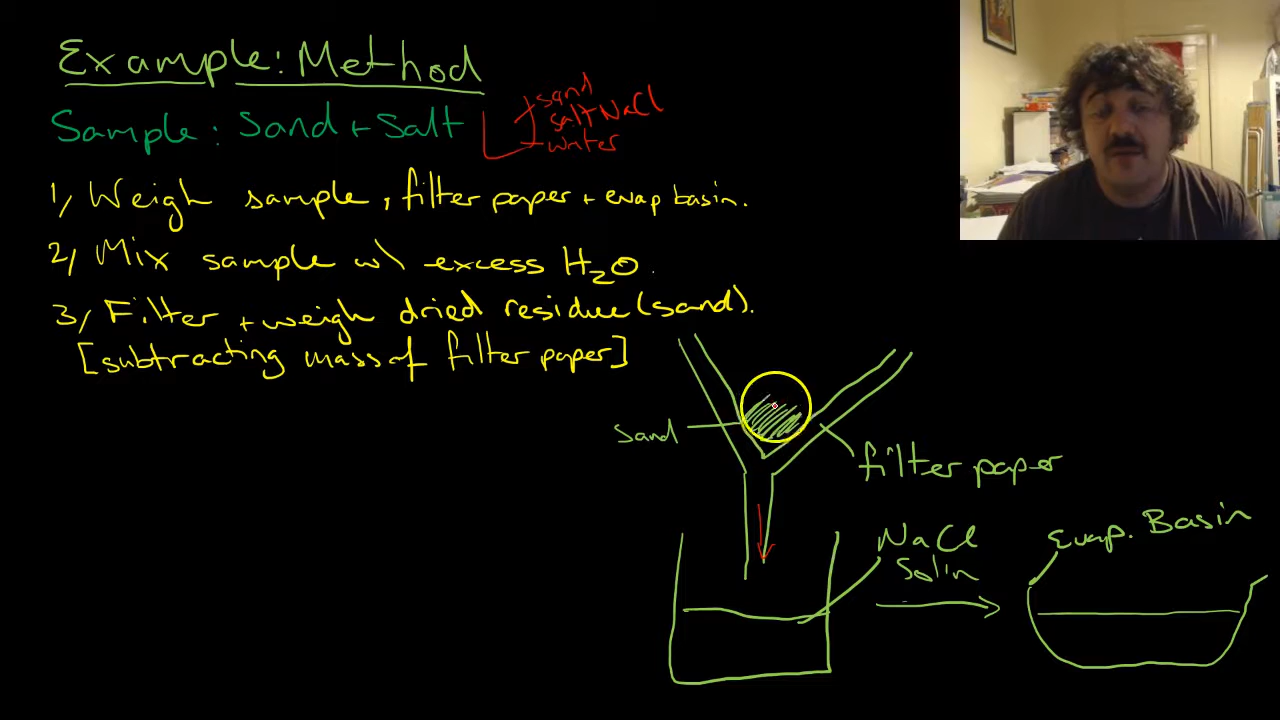 Example: Method
Sample: Sand + Salt
sand
salt NaCl
water
1, Weigh sample, filter paper + evap basin.
2, Mix sample w\ excess H₂O.
3, Filter + weigh dried residue (sand).
[subtracting mass of filter paper]
sand
filter paper
NaCl
Sol'n
Evap. Basin